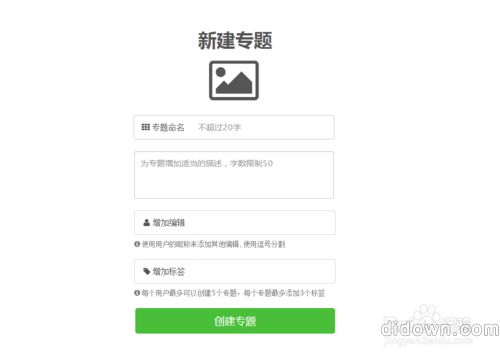 新建专题
专题命名 不超过20字
为专题增加适当的描述，字数限制50
增加编辑
使用用户的昵称来添加其他编辑, 使用逗号分割
增加标签
每个用户最多可以创建5个专题，每个专题最多添加3个标签
创建专题
didown.com